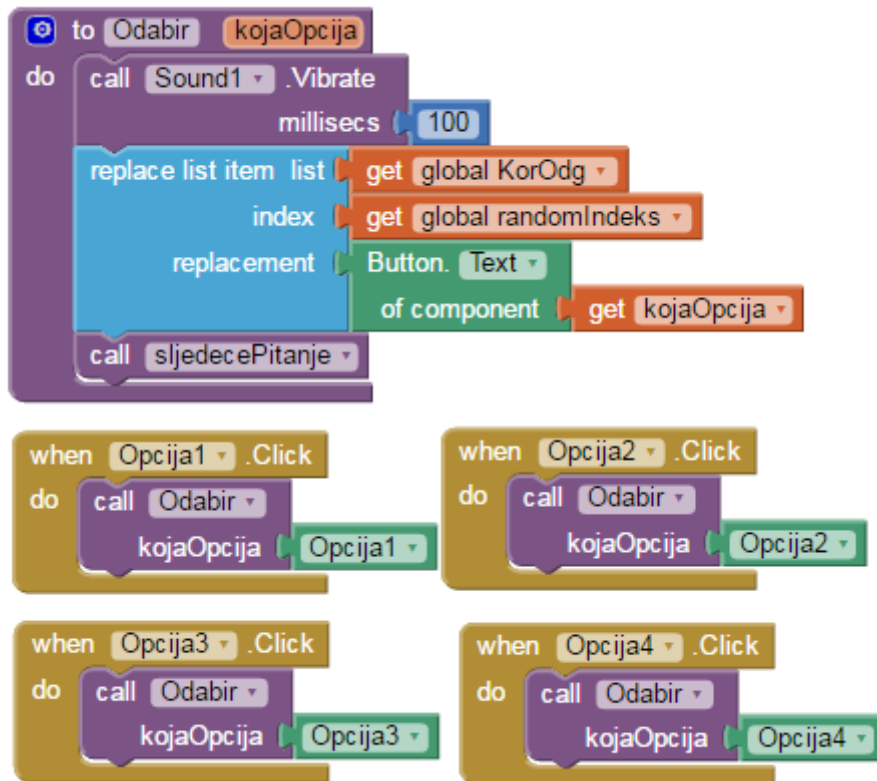 to Odabir kojaOpcija
do call Sound1 .Vibrate
millisecs 100
replace list item list get global KorOdg
index get global randomIndeks
replacement Button. Text
of component get kojaOpcija
call sljedecePitanje
when Opcija1 .Click
do call Odabir
kojaOpcija Opcija1
when Opcija2 .Click
do call Odabir
kojaOpcija Opcija2
when Opcija3 .Click
do call Odabir
kojaOpcija Opcija3
when Opcija4 .Click
do call Odabir
kojaOpcija Opcija4